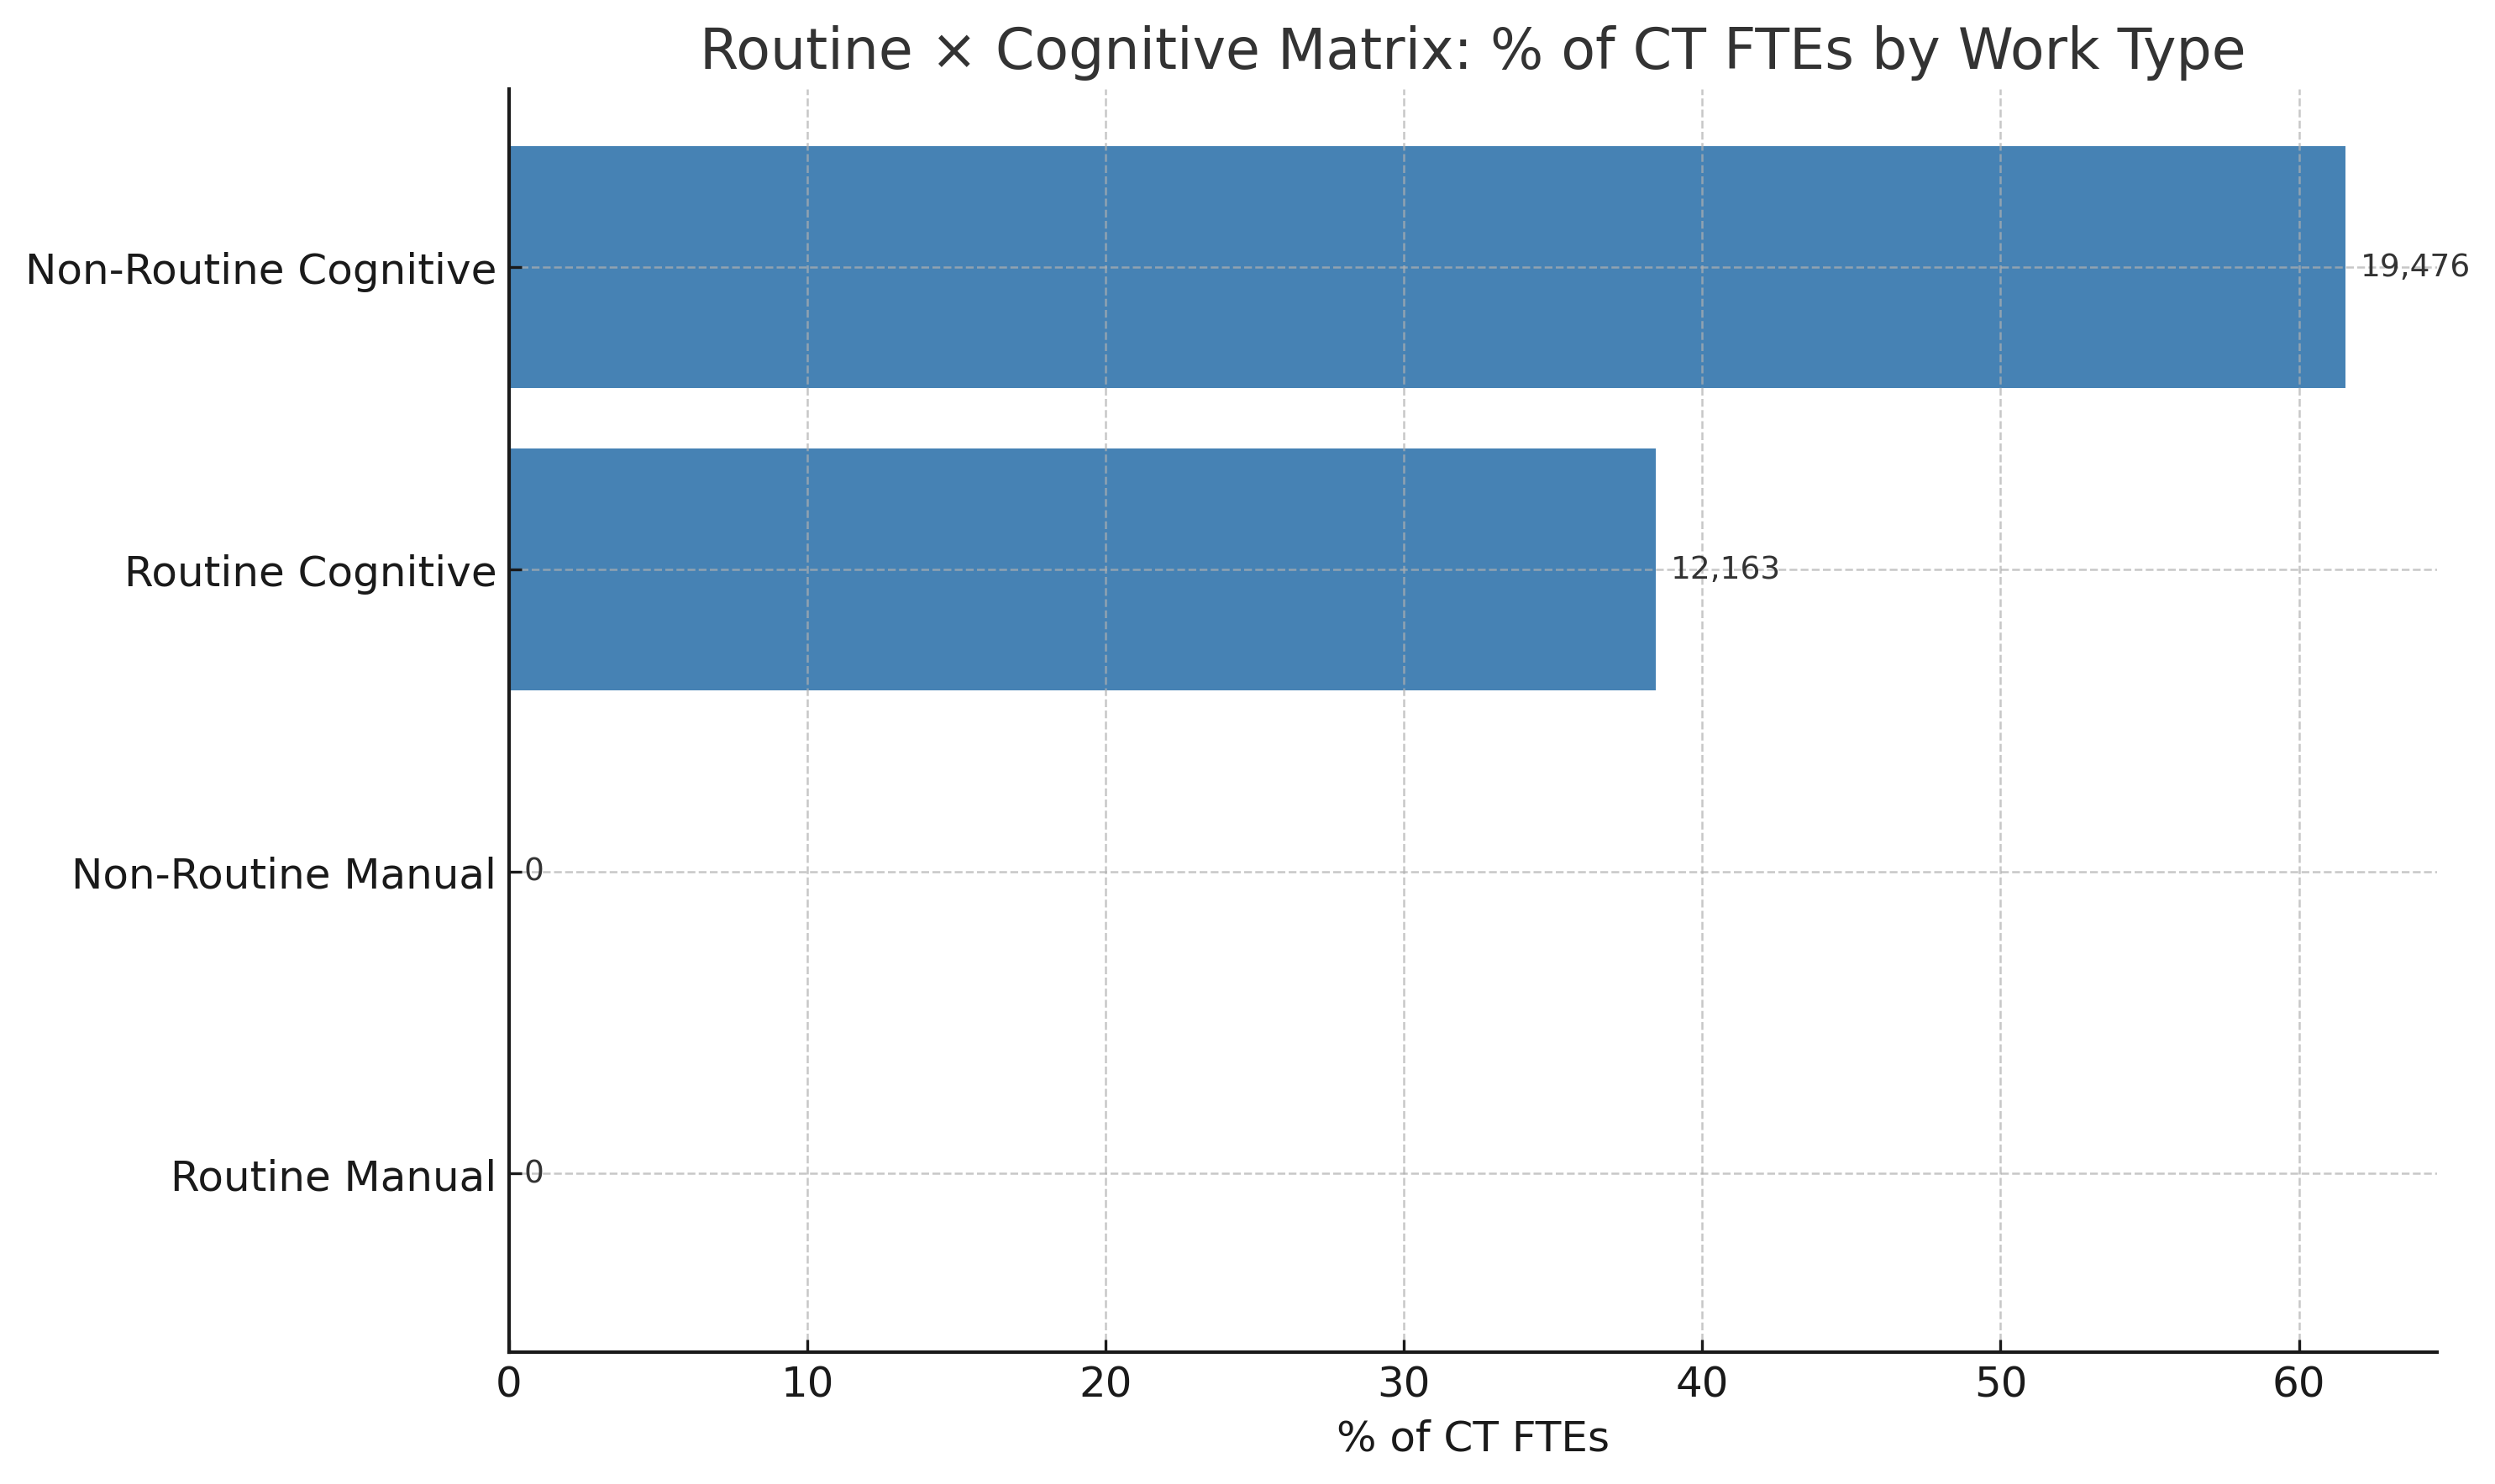 Routine × Cognitive Matrix: % of CT FTEs by Work Type
Non-Routine Cognitive
19,476
Routine Cognitive
12,163
Non-Routine Manual
0
Routine Manual
0
0 10 20 30 40 50 60
% of CT FTEs